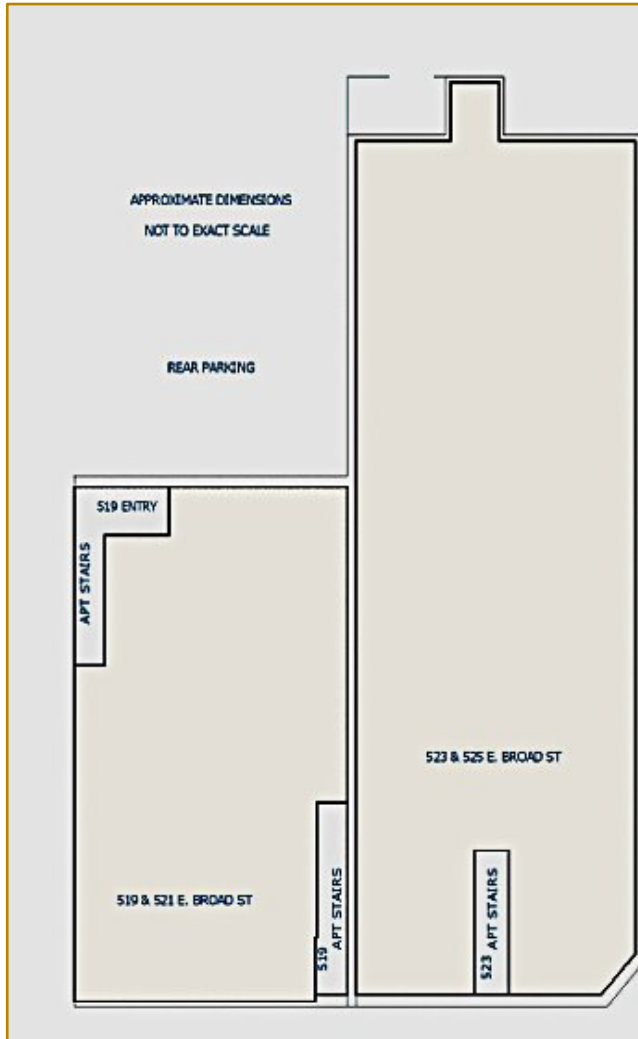 APPROXIMATE DIMENSIONS
NOT TO EXACT SCALE
REAR PARKING
519 ENTRY
APT STAIRS
523 & 525 E. BROAD ST
519 & 521 E. BROAD ST
519
APT STAIRS
523
APT STAIRS